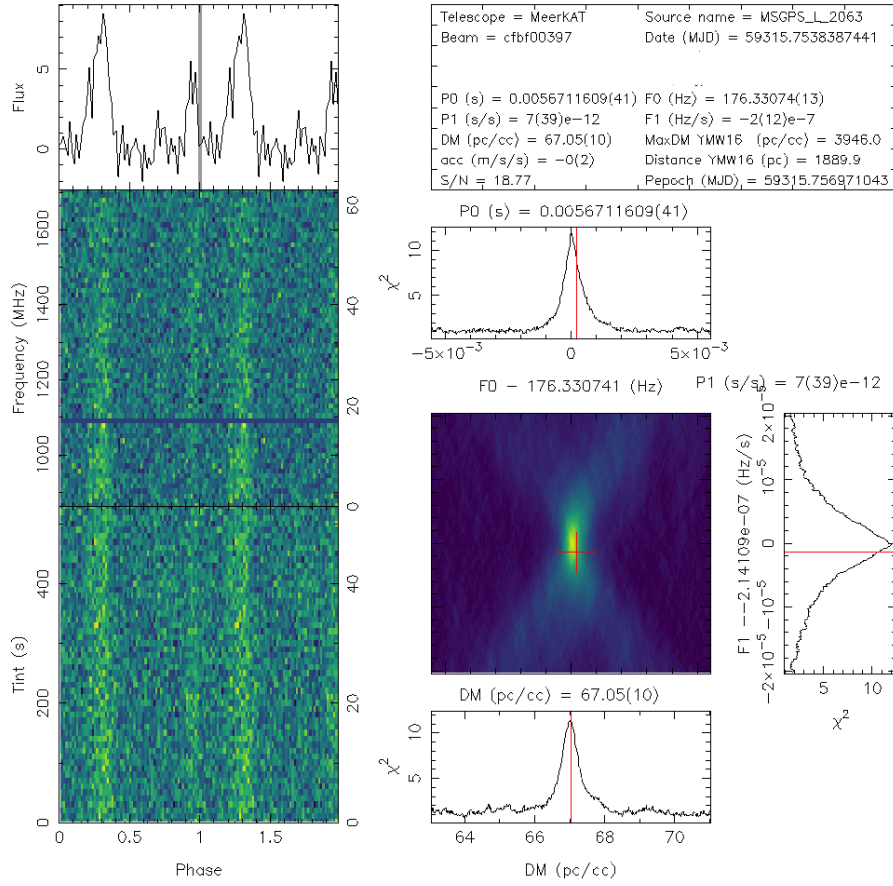 Telescope = MeerKAT Source name = MSGPS_L_2063
Beam = cfbf00397 Date (MJD) = 59315.7538387441
P0 (s) = 0.0056711609(41) F0 (Hz) = 176.33074(13)
P1 (s/s) = 7(39)e-12 F1 (Hz/s) = -2(12)e-7
DM (pc/cc) = 67.05(10) MaxDM YMW16 (pc/cc) = 3946.0
acc (m/s/s) = -0(2) Distance YMW16 (pc) = 1889.9
S/N = 18.77 Pepoch (MJD) = 59315.756971043
Flux
0 5
Frequency (MHz)
1000 1200 1400 1600
0 20 40 60
Tint (s)
0 200 400
0 20 40
0 0.5 1 1.5
Phase
P0 (s) = 0.0056711609(41)
χ²
5 10
−5×10⁻³ 0 5×10⁻³
F0 − 176.330741 (Hz)
P1 (s/s) = 7(39)e−12
F1 −−2.14109e−07 (Hz/s)
−2×10⁻⁵ −10⁻⁵ 0 10⁻⁵ 2×10⁻⁵
5 10
χ²
DM (pc/cc) = 67.05(10)
χ²
5 10
64 66 68 70
DM (pc/cc)